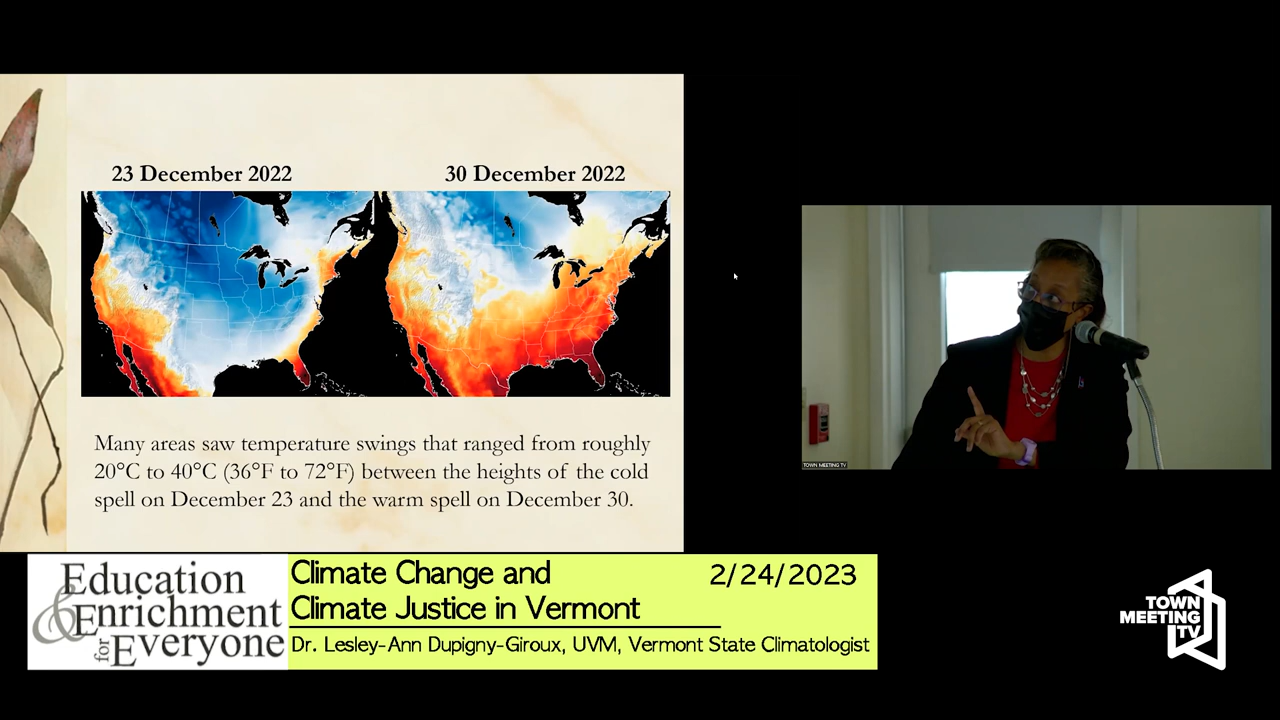 23 December 2022
30 December 2022
Many areas saw temperature swings that ranged from roughly
20°C to 40°C (36°F to 72°F) between the heights of the cold
spell on December 23 and the warm spell on December 30.
TOWN MEETING TV
Education
& Enrichment
for Everyone
Climate Change and
Climate Justice in Vermont
2/24/2023
Dr. Lesley-Ann Dupigny-Giroux, UVM, Vermont State Climatologist
TOWN
MEETING
TV